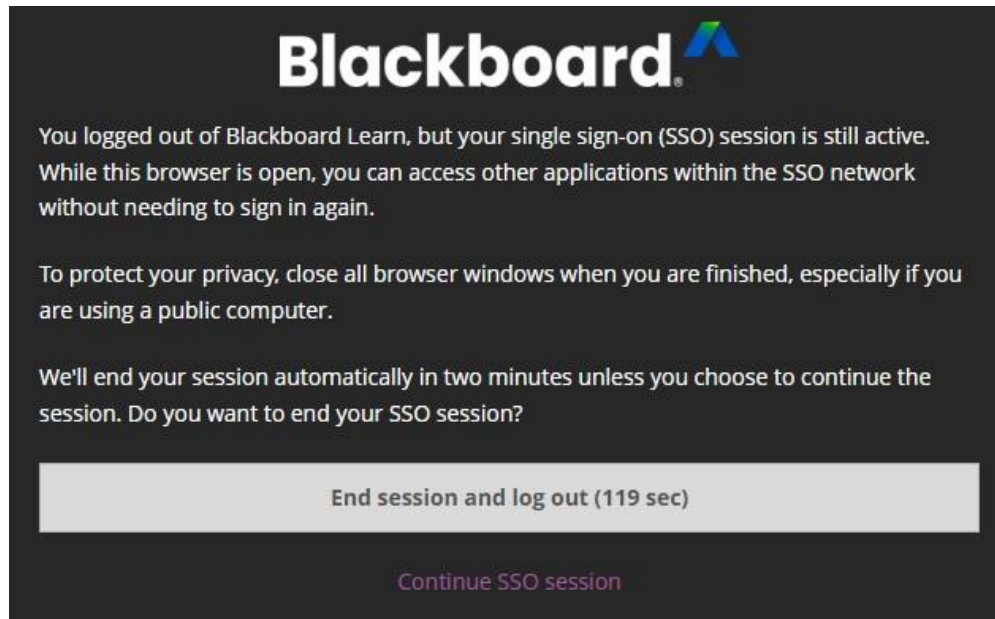 Blackboard®
You logged out of Blackboard Learn, but your single sign-on (SSO) session is still active.
While this browser is open, you can access other applications within the SSO network
without needing to sign in again.
To protect your privacy, close all browser windows when you are finished, especially if you
are using a public computer.
We'll end your session automatically in two minutes unless you choose to continue the
session. Do you want to end your SSO session?
End session and log out (119 sec)
Continue SSO session